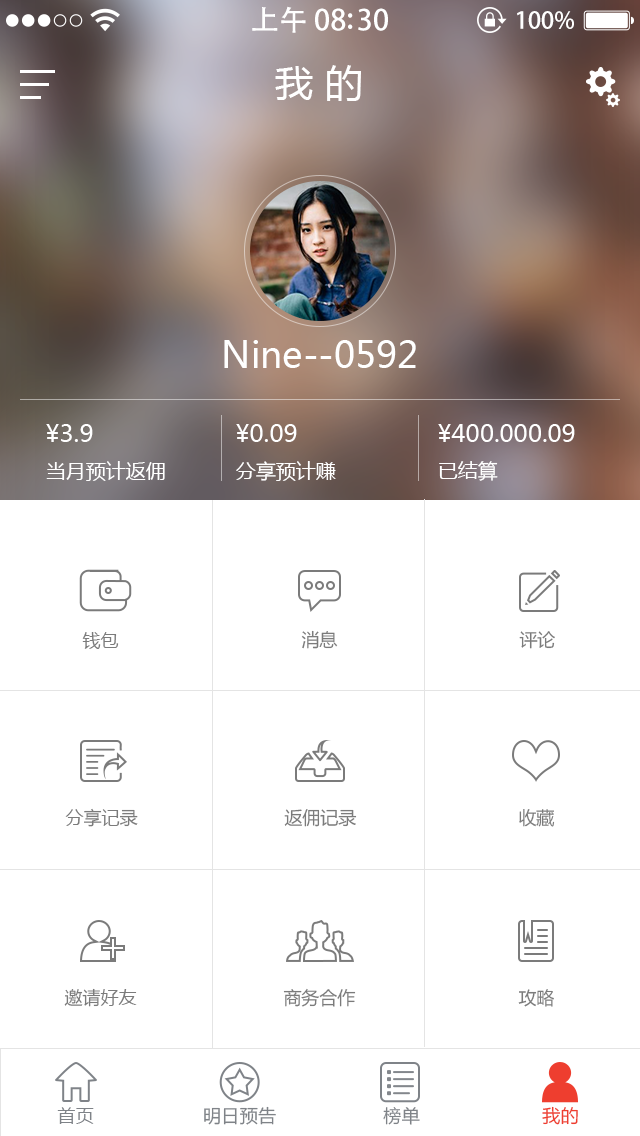 上午 08:30 100%
我的
Nine--0592
¥3.9 ¥0.09 ¥400.000.09
当月预计返佣 分享预计赚 已结算
钱包 消息 评论
分享记录 返佣记录 收藏
邀请好友 商务合作 攻略
首页 明日预告 榜单 我的